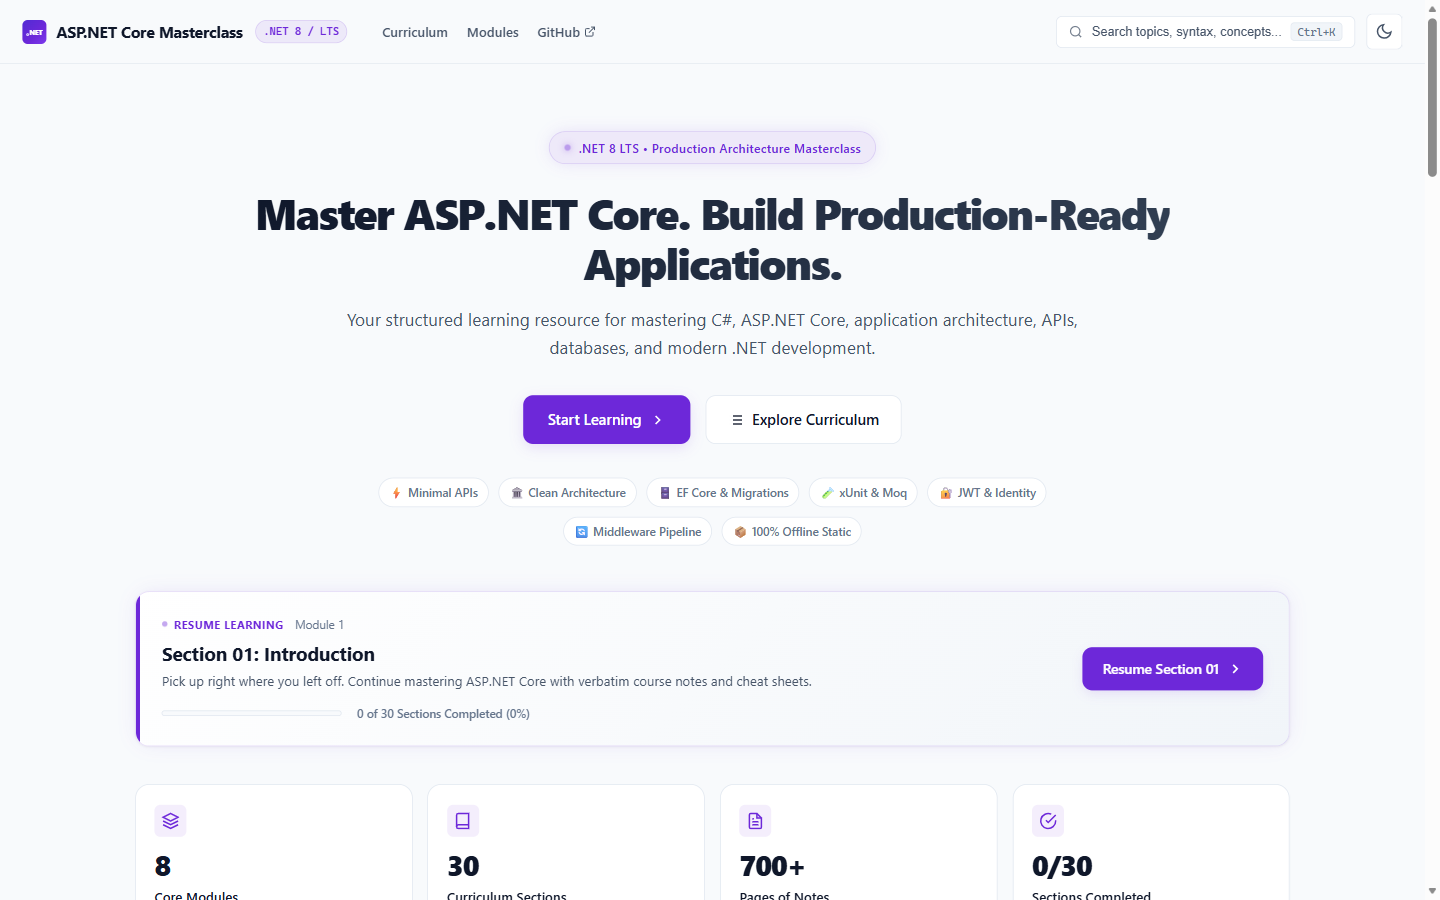 .NET
ASP.NET Core Masterclass
.NET 8 / LTS
Curriculum
Modules
GitHub
Search topics, syntax, concepts...
Ctrl+K
.NET 8 LTS • Production Architecture Masterclass
Master ASP.NET Core. Build Production-Ready
Applications.
Your structured learning resource for mastering C#, ASP.NET Core, application architecture, APIs,
databases, and modern .NET development.
Start Learning
Explore Curriculum
Minimal APIs
Clean Architecture
EF Core & Migrations
xUnit & Moq
JWT & Identity
Middleware Pipeline
100% Offline Static
RESUME LEARNING
Module 1
Section 01: Introduction
Pick up right where you left off. Continue mastering ASP.NET Core with verbatim course notes and cheat sheets.
0 of 30 Sections Completed (0%)
Resume Section 01
8
Core Modules
30
Curriculum Sections
700+
Pages of Notes
0/30
Sections Completed